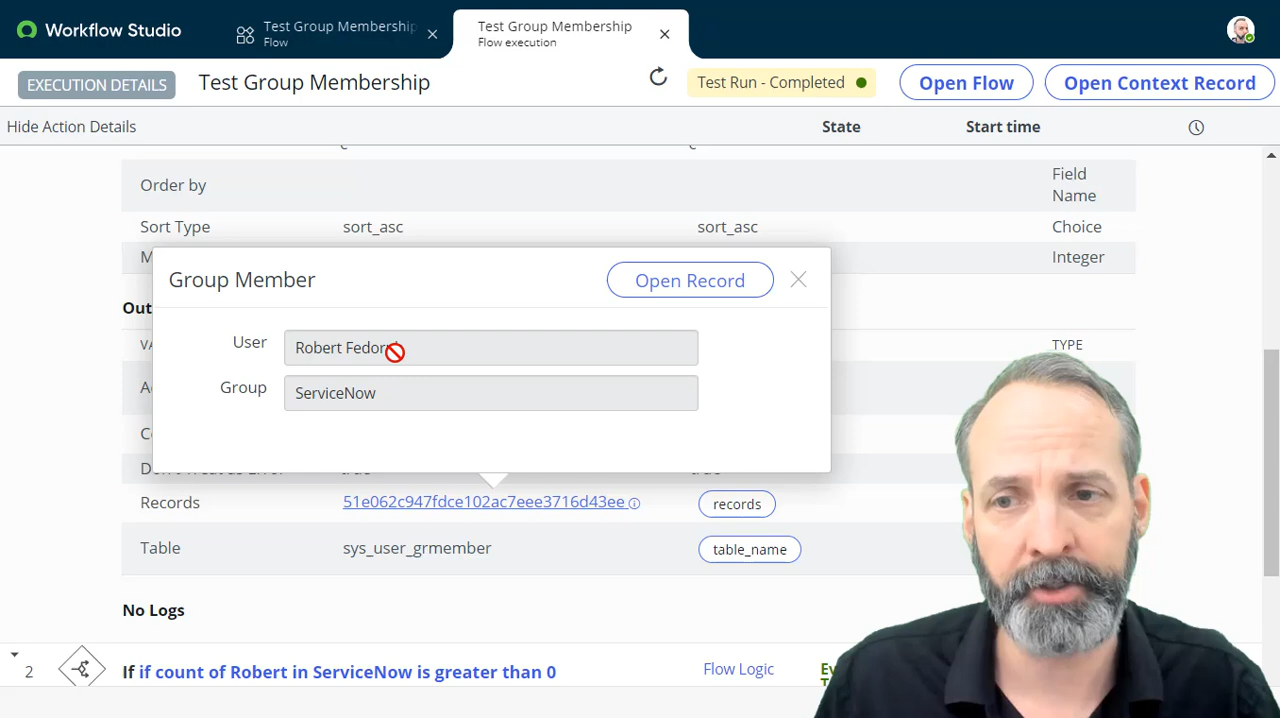 Workflow Studio
Test Group Membership
Flow
Test Group Membership
Flow execution
EXECUTION DETAILS
Test Group Membership
Test Run - Completed
Open Flow
Open Context Record
Hide Action Details
State
Start time
Order by
Field
Name
Sort Type
sort_asc
sort_asc
Choice
Integer
Group Member
Open Record
User
Robert
Group
ServiceNow
TYPE
Records
51e062c947fdce102ac7eee3716d43ee
records
Table
sys_user_grmember
table_name
No Logs
2
If if count of Robert in ServiceNow is greater than 0
Flow Logic